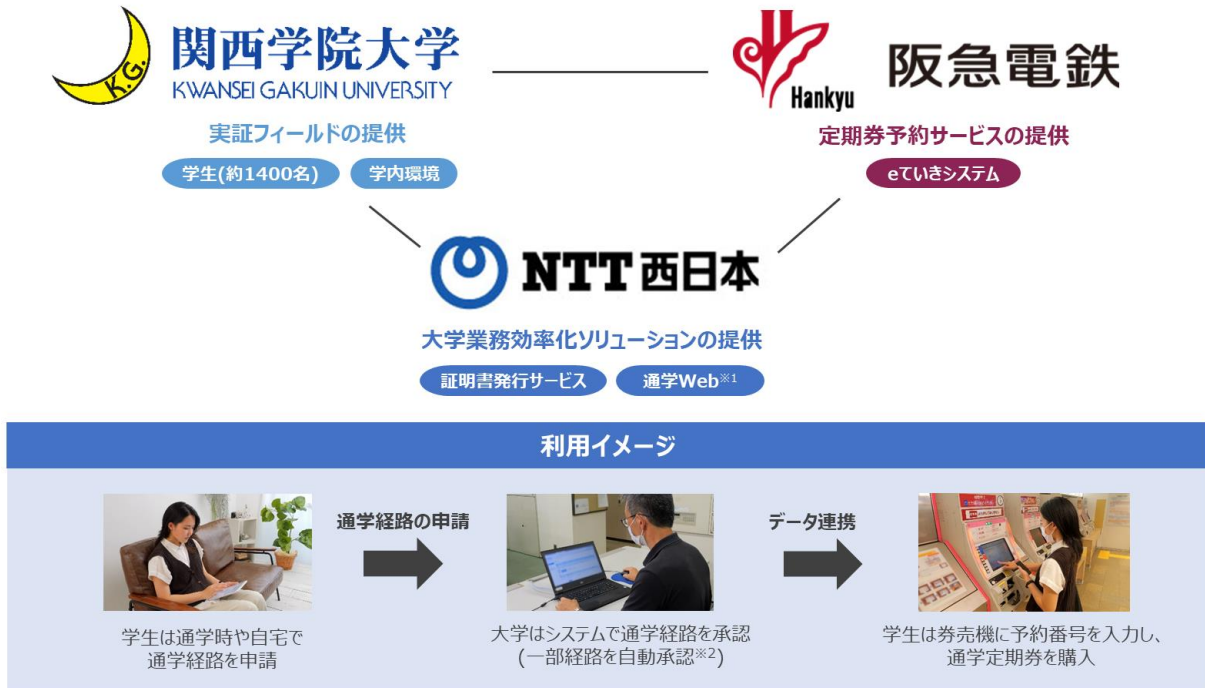 K.G.
関西学院大学
KWANSEI GAKUIN UNIVERSITY
Hankyu
阪急電鉄
実証フィールドの提供
学生(約1400名)
学内環境
定期券予約サービスの提供
eていきシステム
NTT西日本
大学業務効率化ソリューションの提供
証明書発行サービス
通学Web※1
利用イメージ
通学経路の申請
データ連携
学生は通学時や自宅で
通学経路を申請
大学はシステムで通学経路を承認
(一部経路を自動承認※2)
学生は券売機に予約番号を入力し、
通学定期券を購入